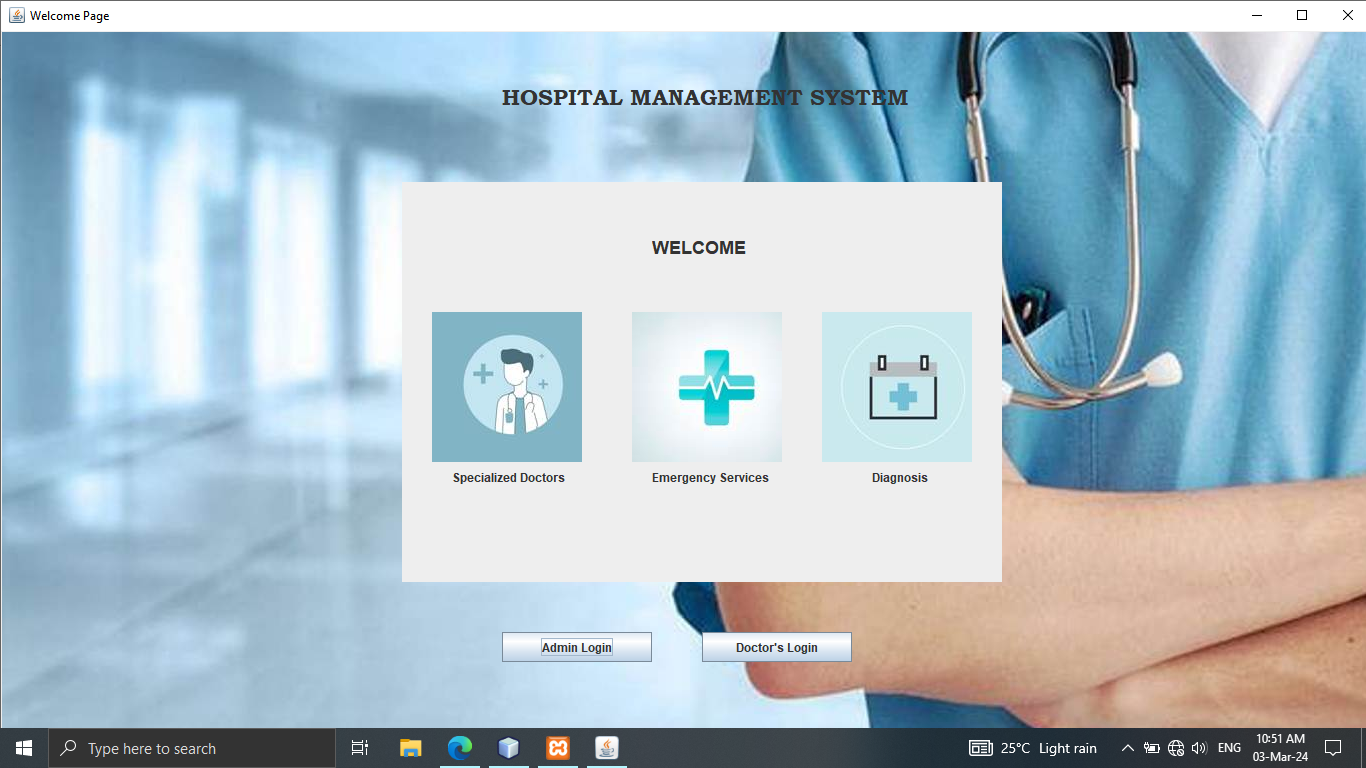 Welcome Page
HOSPITAL MANAGEMENT SYSTEM
WELCOME
Specialized Doctors
Emergency Services
Diagnosis
Admin Login
Doctor's Login
Type here to search
25°C Light rain
ENG
10:51 AM
03-Mar-24